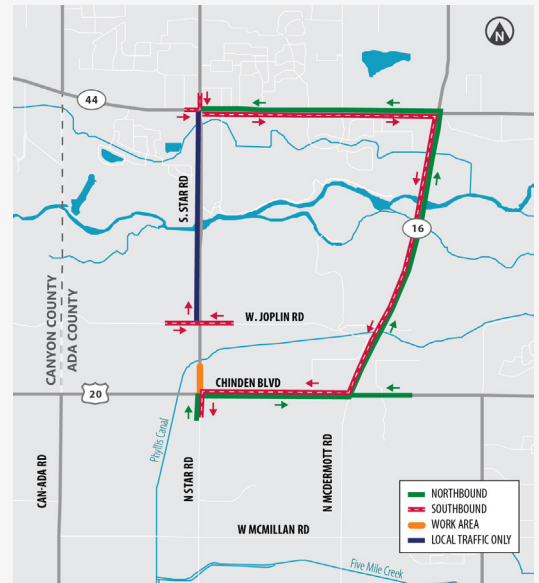 N
44
S. STAR RD
16
CANYON COUNTY
ADA COUNTY
W. JOPLIN RD
CHINDEN BLVD
20
Phyllis Canal
CAN-ADA RD
N STAR RD
N MCDERMOTT RD
W MCMILLAN RD
Five Mile Creek
NORTHBOUND
SOUTHBOUND
WORK AREA
LOCAL TRAFFIC ONLY